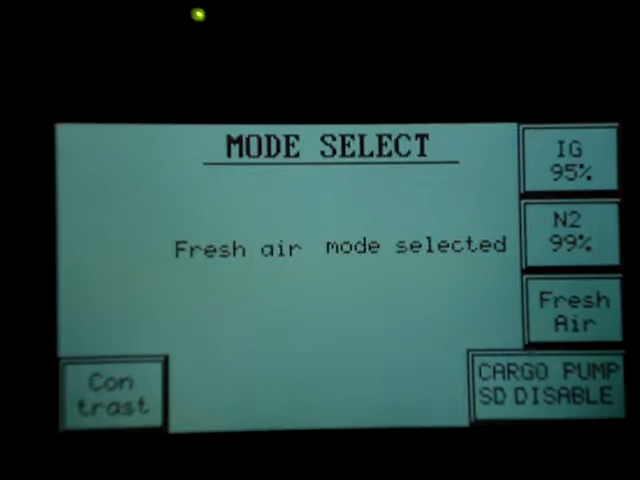 MODE SELECT
IG
95%
N2
99%
Fresh air mode selected
Fresh
Air
Con
trast
CARGO PUMP
SD DISABLE